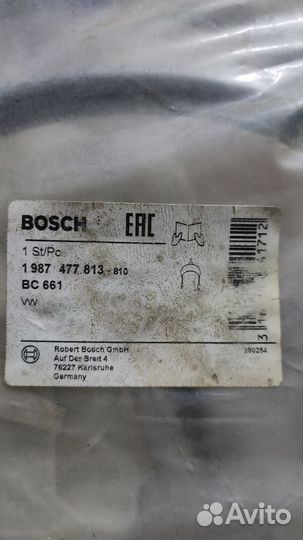 BOSCH
EAC
1 St/Pc.
1 987 477 813 - 810
BC 661
VW
Robert Bosch GmbH
Auf Der Breit 4
76227 Karlsruhe
Germany
Avito